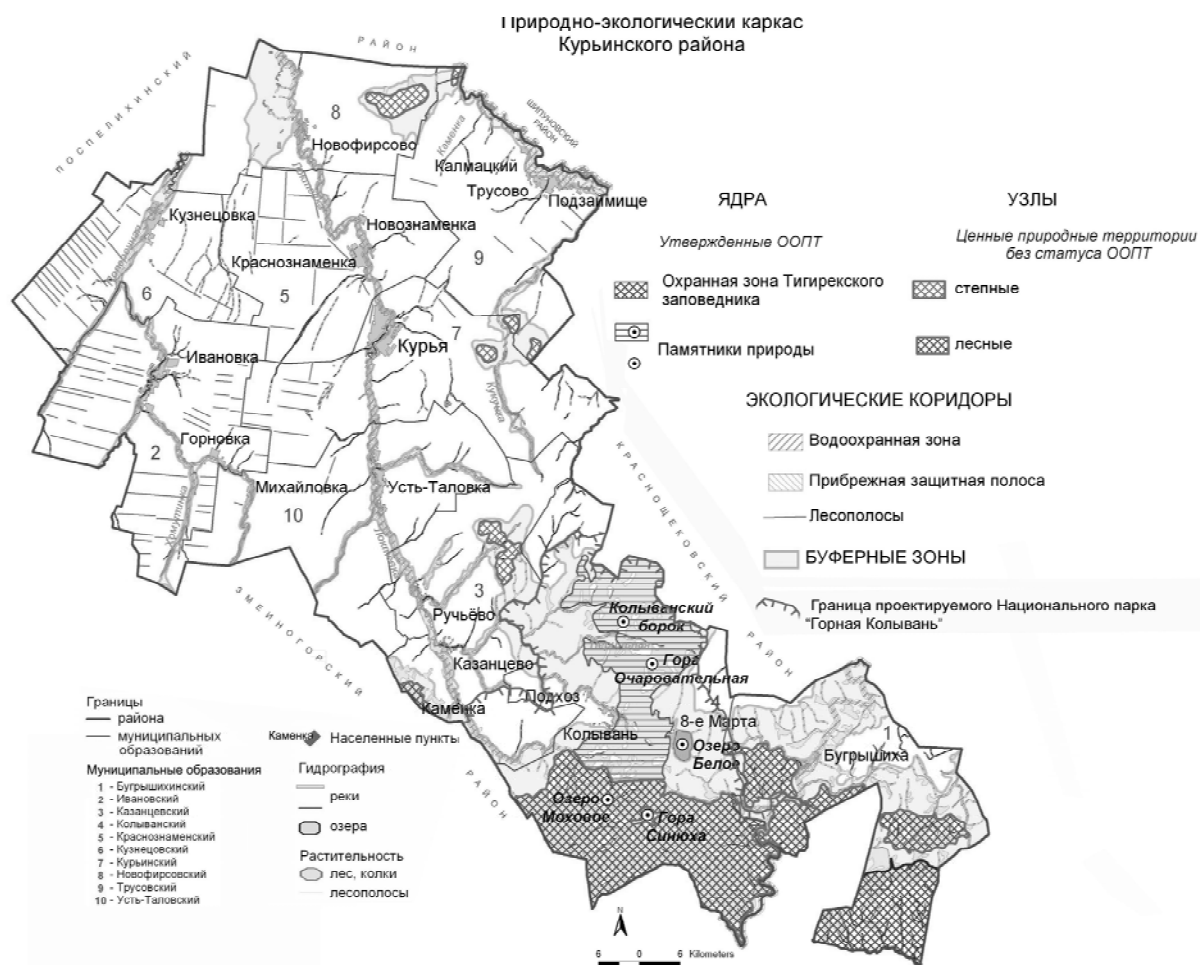 Природно-экологический каркас
Курьинского района
РАЙОН
ПОСПЕЛИХИНСКИЙ
ШИПУНОВСКИЙ
РАЙОН
8
Новофирсово
Каменка
Калмацкий
Трусово
Подзаймище
Кузнецовка
Новознаменка
Краснознаменка
9
6
5
7
Курья
Ивановка
Кукуйка
Горновка
2
Михайловка
Усть-Таловка
10
Локтевка
КРАСНОЩЕКОВСКИЙ
РАЙОН
ЗМЕИНОГОРСКИЙ
РАЙОН
3
Ручьёво
Казанцево
Каменка
Подхоз
Колывань
Колыванский
борок
Гора
Очаровательная
4
8-е Марта
Озеро
Белое
1
Бугрышиха
Озеро
Моховое
Гора
Синюха
ЯДРА
Утвержденные ООПТ
Охранная зона Тигирекского
заповедника
Памятники природы
УЗЛЫ
Ценные природные территории
без статуса ООПТ
степные
лесные
ЭКОЛОГИЧЕСКИЕ КОРИДОРЫ
Водоохранная зона
Прибрежная защитная полоса
Лесополосы
БУФЕРНЫЕ ЗОНЫ
Граница проектируемого Национального парка
"Горная Колывань"
Границы
района
муниципальных
образований
Муниципальные образования
1 - Бугрышихинский
2 - Ивановский
3 - Казанцевский
4 - Колыванский
5 - Краснознаменский
6 - Кузнецовский
7 - Курьинский
8 - Новофирсовский
9 - Трусовский
10 - Усть-Таловский
Каменка Населенные пункты
Гидрография
реки
озера
Растительность
лес, колки
лесополосы
N
6 0 6 Kilometers